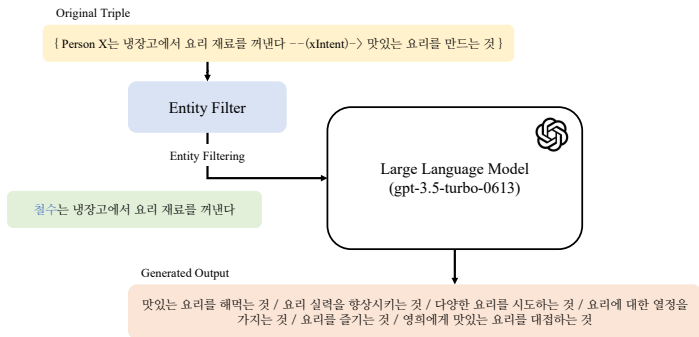 Original Triple
{ Person X는 냉장고에서 요리 재료를 꺼낸다 --(xIntent)-> 맛있는 요리를 만드는 것 }
Entity Filter
Entity Filtering
Large Language Model
(gpt-3.5-turbo-0613)
철수는 냉장고에서 요리 재료를 꺼낸다
Generated Output
맛있는 요리를 해먹는 것 / 요리 실력을 향상시키는 것 / 다양한 요리를 시도하는 것 / 요리에 대한 열정을
가지는 것 / 요리를 즐기는 것 / 영희에게 맛있는 요리를 대접하는 것